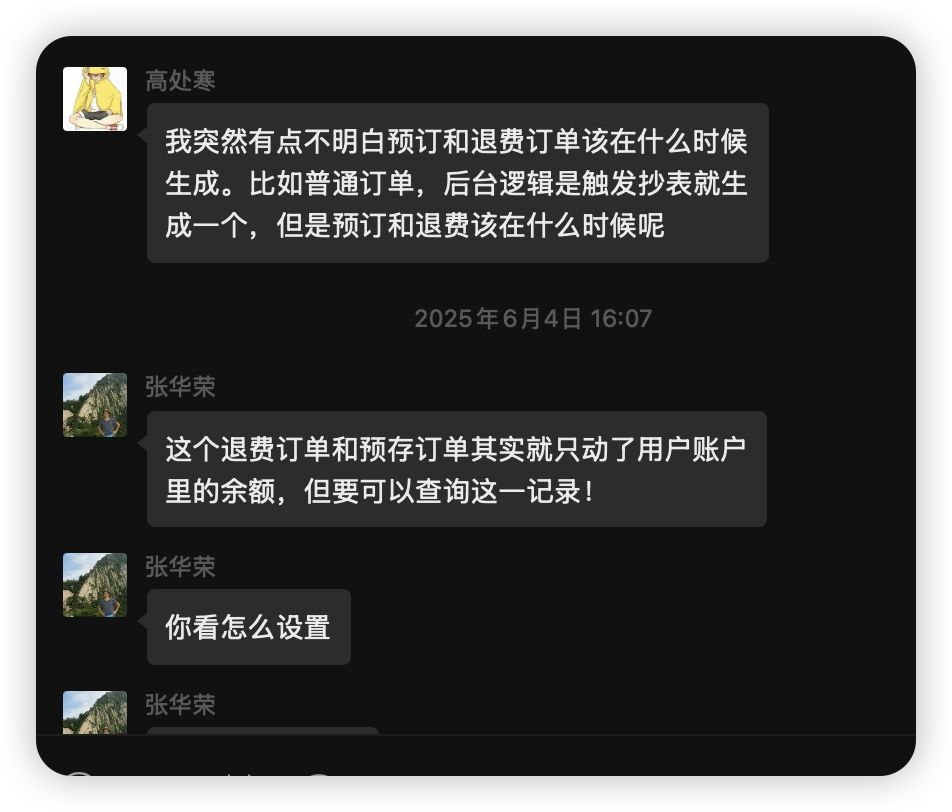 高处寒
我突然有点不明白预订和退费订单该在什么时候
生成。比如普通订单，后台逻辑是触发抄表就生
成一个，但是预订和退费该在什么时候呢
2025年6月4日 16:07
张华荣
这个退费订单和预存订单其实就只动了用户账户
里的余额，但要可以查询这一记录！
张华荣
你看怎么设置
张华荣